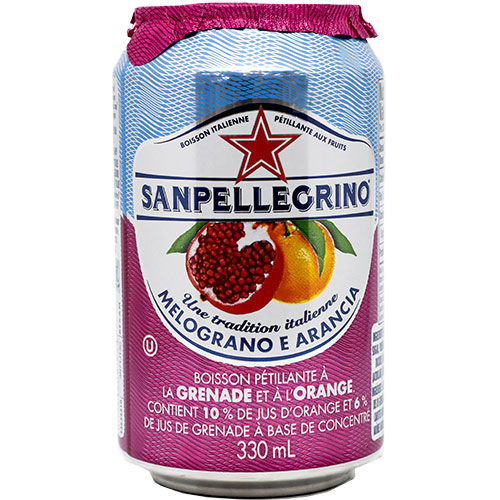 BOISSON ITALIENNE PÉTILLANTE AUX FRUITS
SANPELLEGRINO
Une tradition italienne
MELOGRANO E ARANCIA
U
BOISSON PÉTILLANTE À
LA GRENADE ET À L'ORANGE.
CONTIENT 10 % DE JUS D'ORANGE ET 6 %
DE JUS DE GRENADE À BASE DE CONCENTRÉ
330 mL